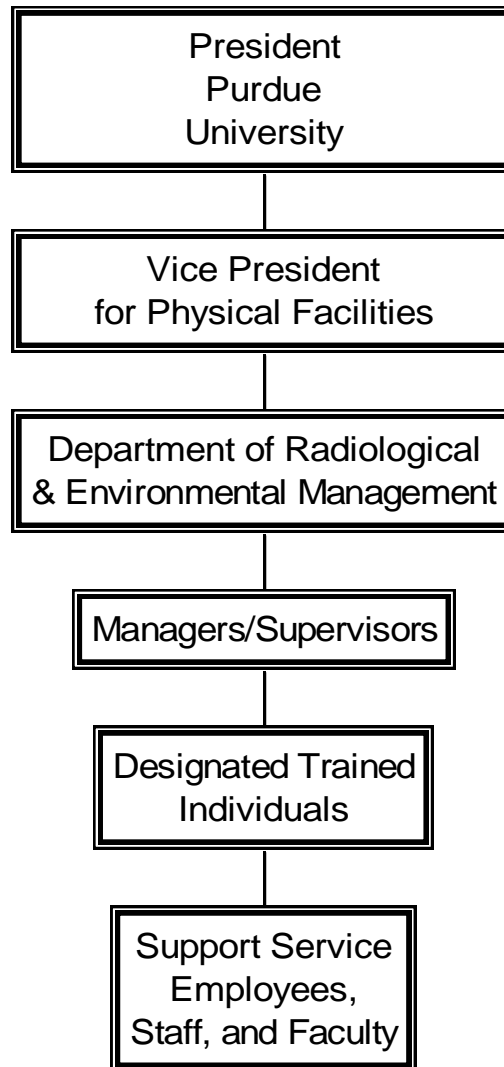 President
Purdue
University
Vice President
for Physical Facilities
Department of Radiological
& Environmental Management
Managers/Supervisors
Designated Trained
Individuals
Support Service
Employees,
Staff, and Faculty